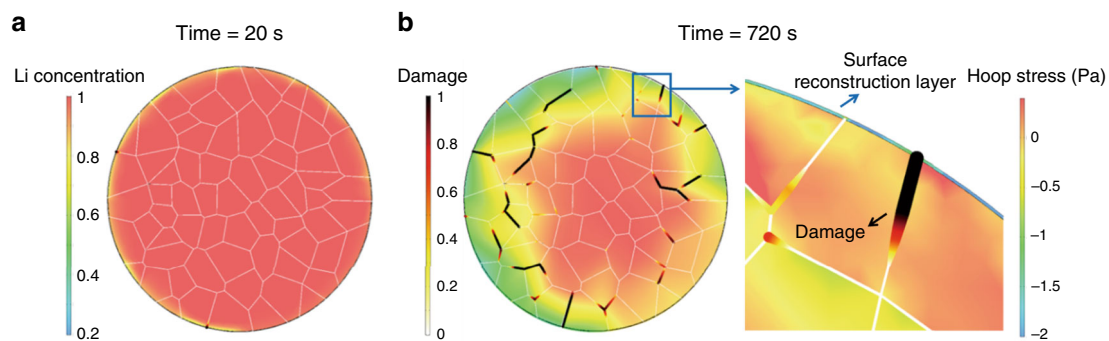 a
Time = 20 s
Li concentration
1
0.8
0.6
0.4
0.2
b
Time = 720 s
Damage
1
0.8
0.6
0.4
0.2
0
Surface
reconstruction layer
Damage
Hoop stress (Pa)
0
−0.5
−1
−1.5
−2